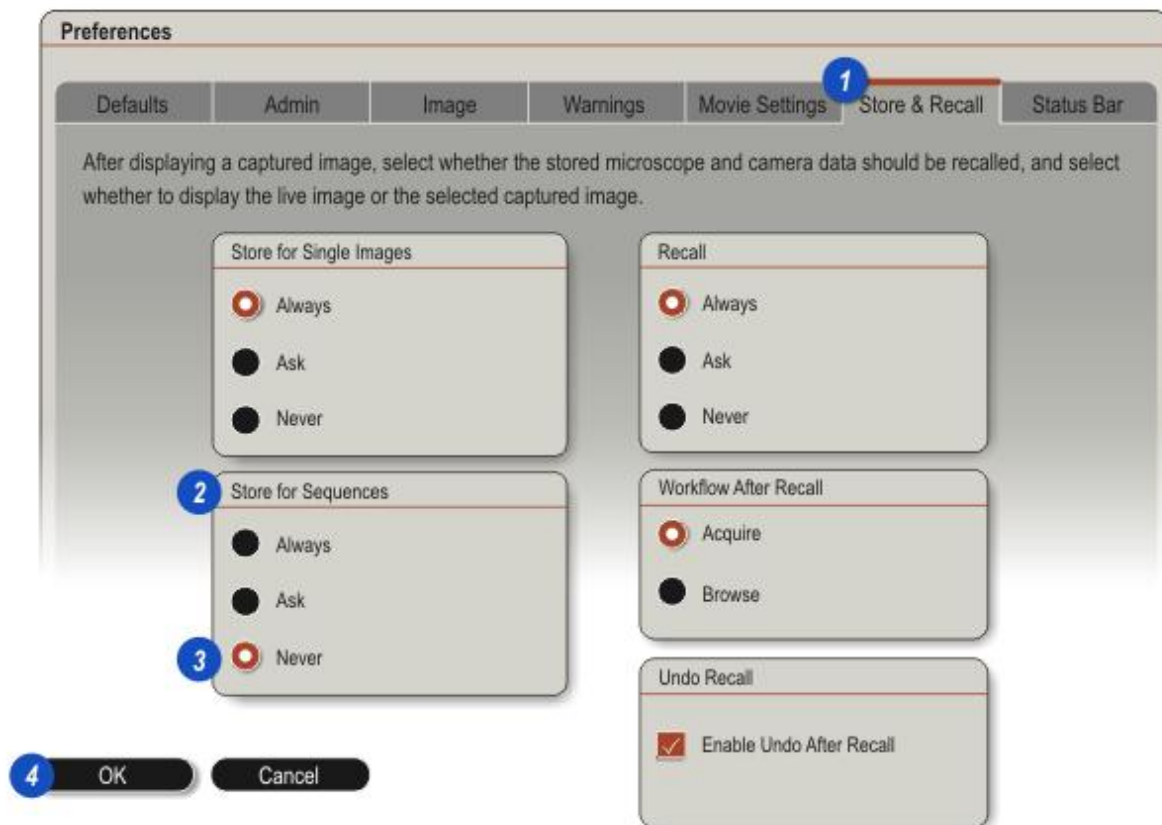 Preferences
1
Defaults Admin Image Warnings Movie Settings Store & Recall Status Bar
After displaying a captured image, select whether the stored microscope and camera data should be recalled, and select
whether to display the live image or the selected captured image.
Store for Single Images
Always
Ask
Never
2 Store for Sequences
Always
Ask
3 Never
Recall
Always
Ask
Never
Workflow After Recall
Acquire
Browse
Undo Recall
Enable Undo After Recall
4 OK Cancel